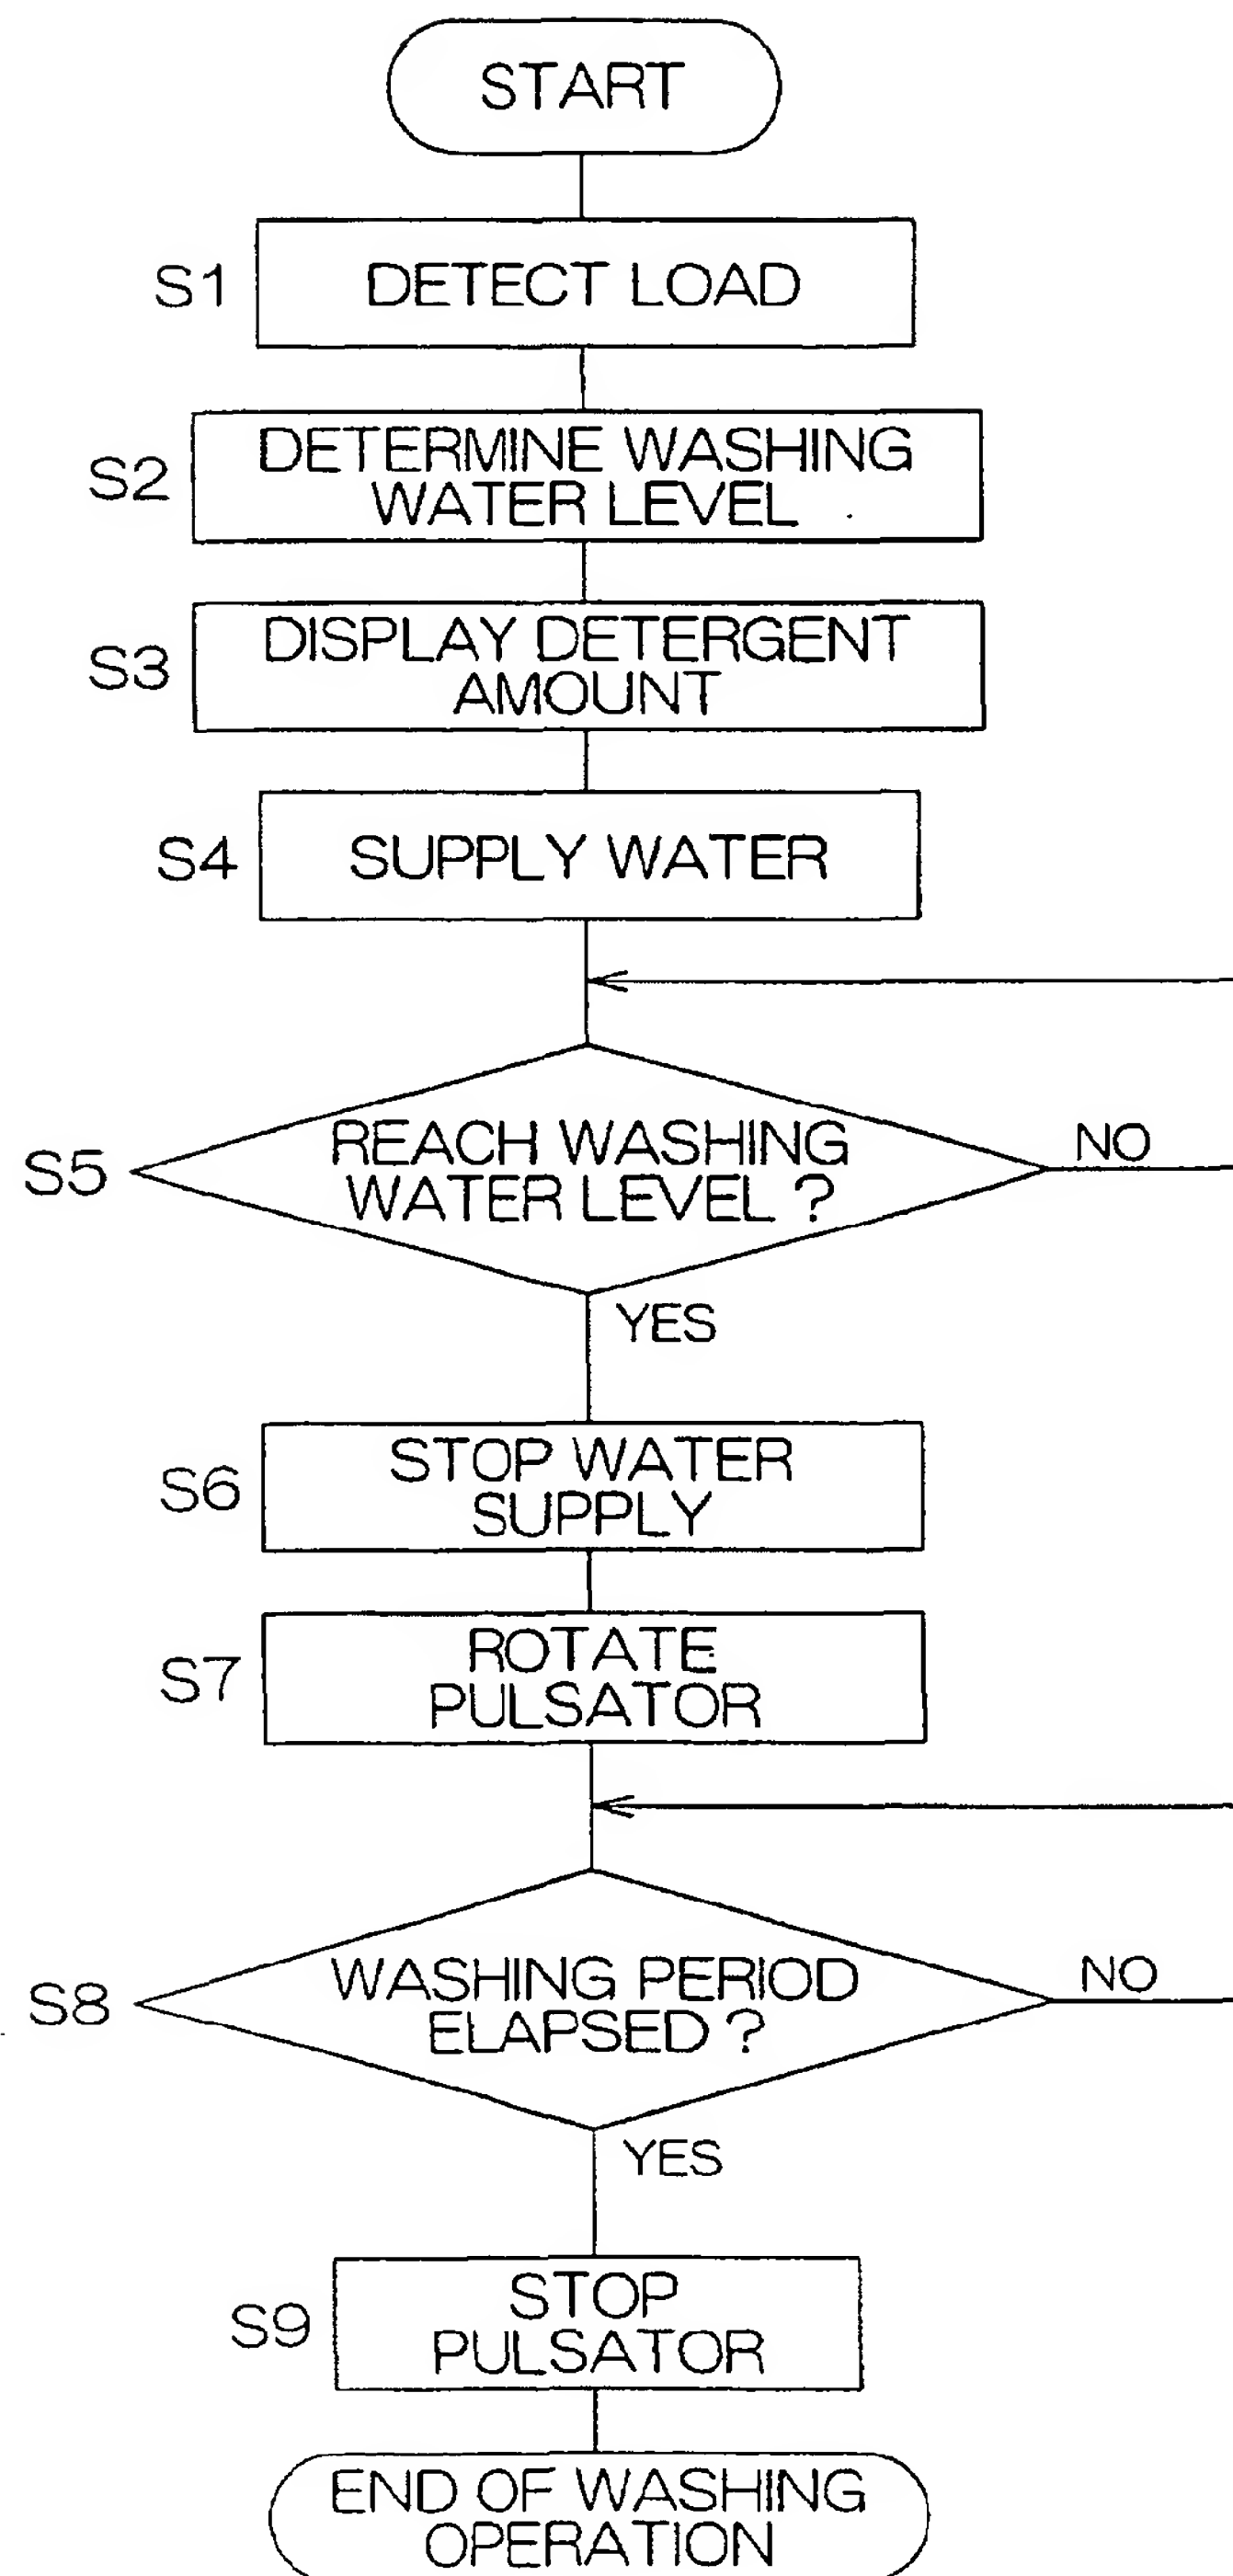 START
S1 DETECT LOAD
S2 DETERMINE WASHING
WATER LEVEL
S3 DISPLAY DETERGENT
AMOUNT
S4 SUPPLY WATER
S5 REACH WASHING
WATER LEVEL ?
NO
YES
S6 STOP WATER
SUPPLY
S7 ROTATE
PULSATOR
S8 WASHING PERIOD
ELAPSED ?
NO
YES
S9 STOP
PULSATOR
END OF WASHING
OPERATION